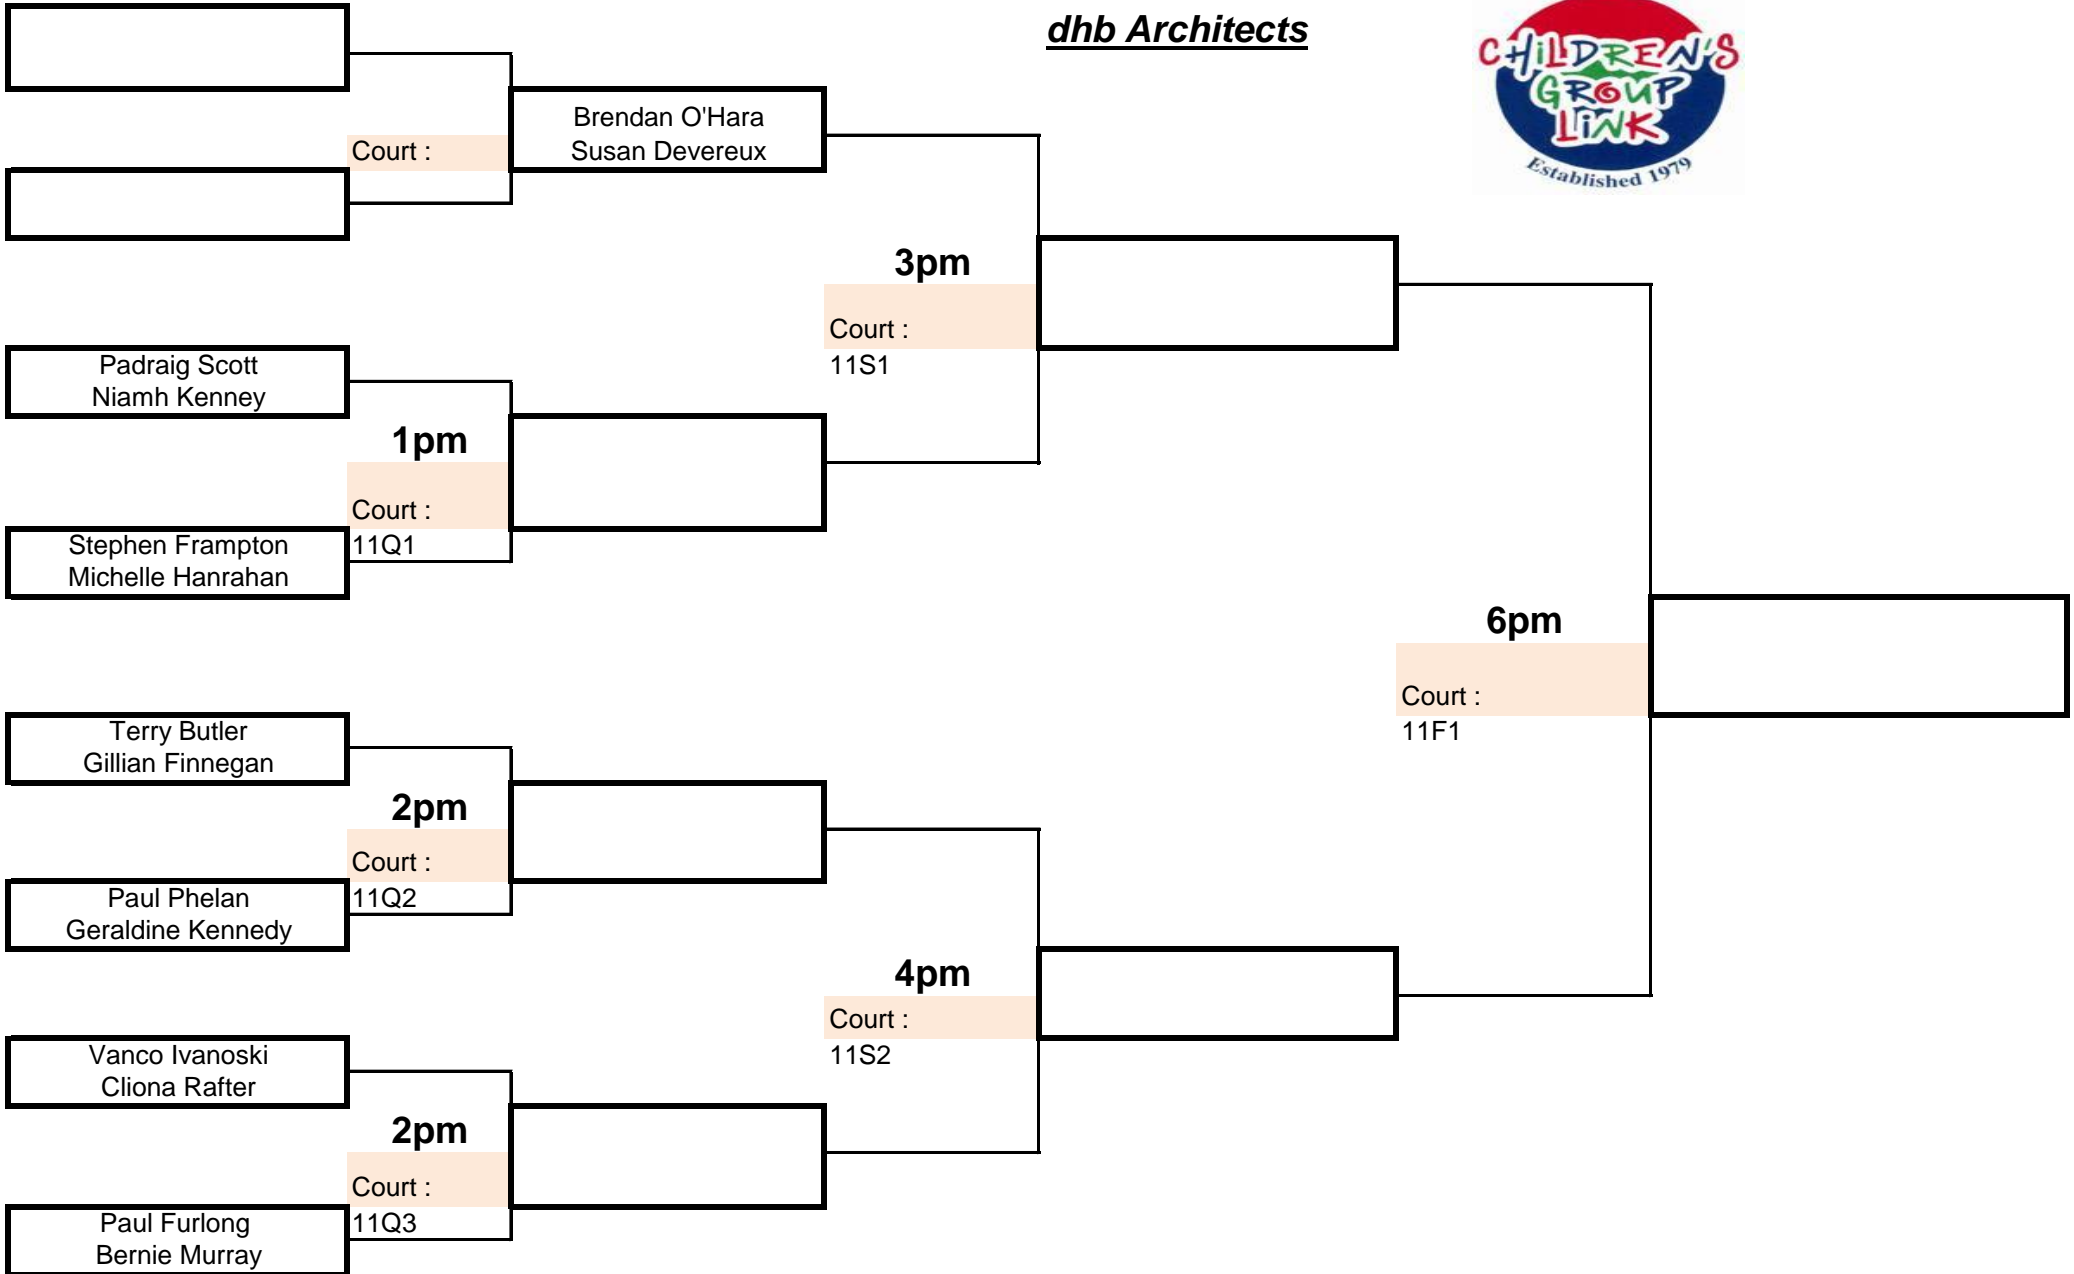 dhb Architects
CHILDREN'S
GROUP
LINK
Established 1979
Brendan O'Hara
Susan Devereux
Court :
3pm
Court :
11S1
Padraig Scott
Niamh Kenney
1pm
Court :
11Q1
Stephen Frampton
Michelle Hanrahan
6pm
Court :
11F1
Terry Butler
Gillian Finnegan
2pm
Court :
11Q2
Paul Phelan
Geraldine Kennedy
4pm
Court :
11S2
Vanco Ivanoski
Cliona Rafter
2pm
Court :
11Q3
Paul Furlong
Bernie Murray